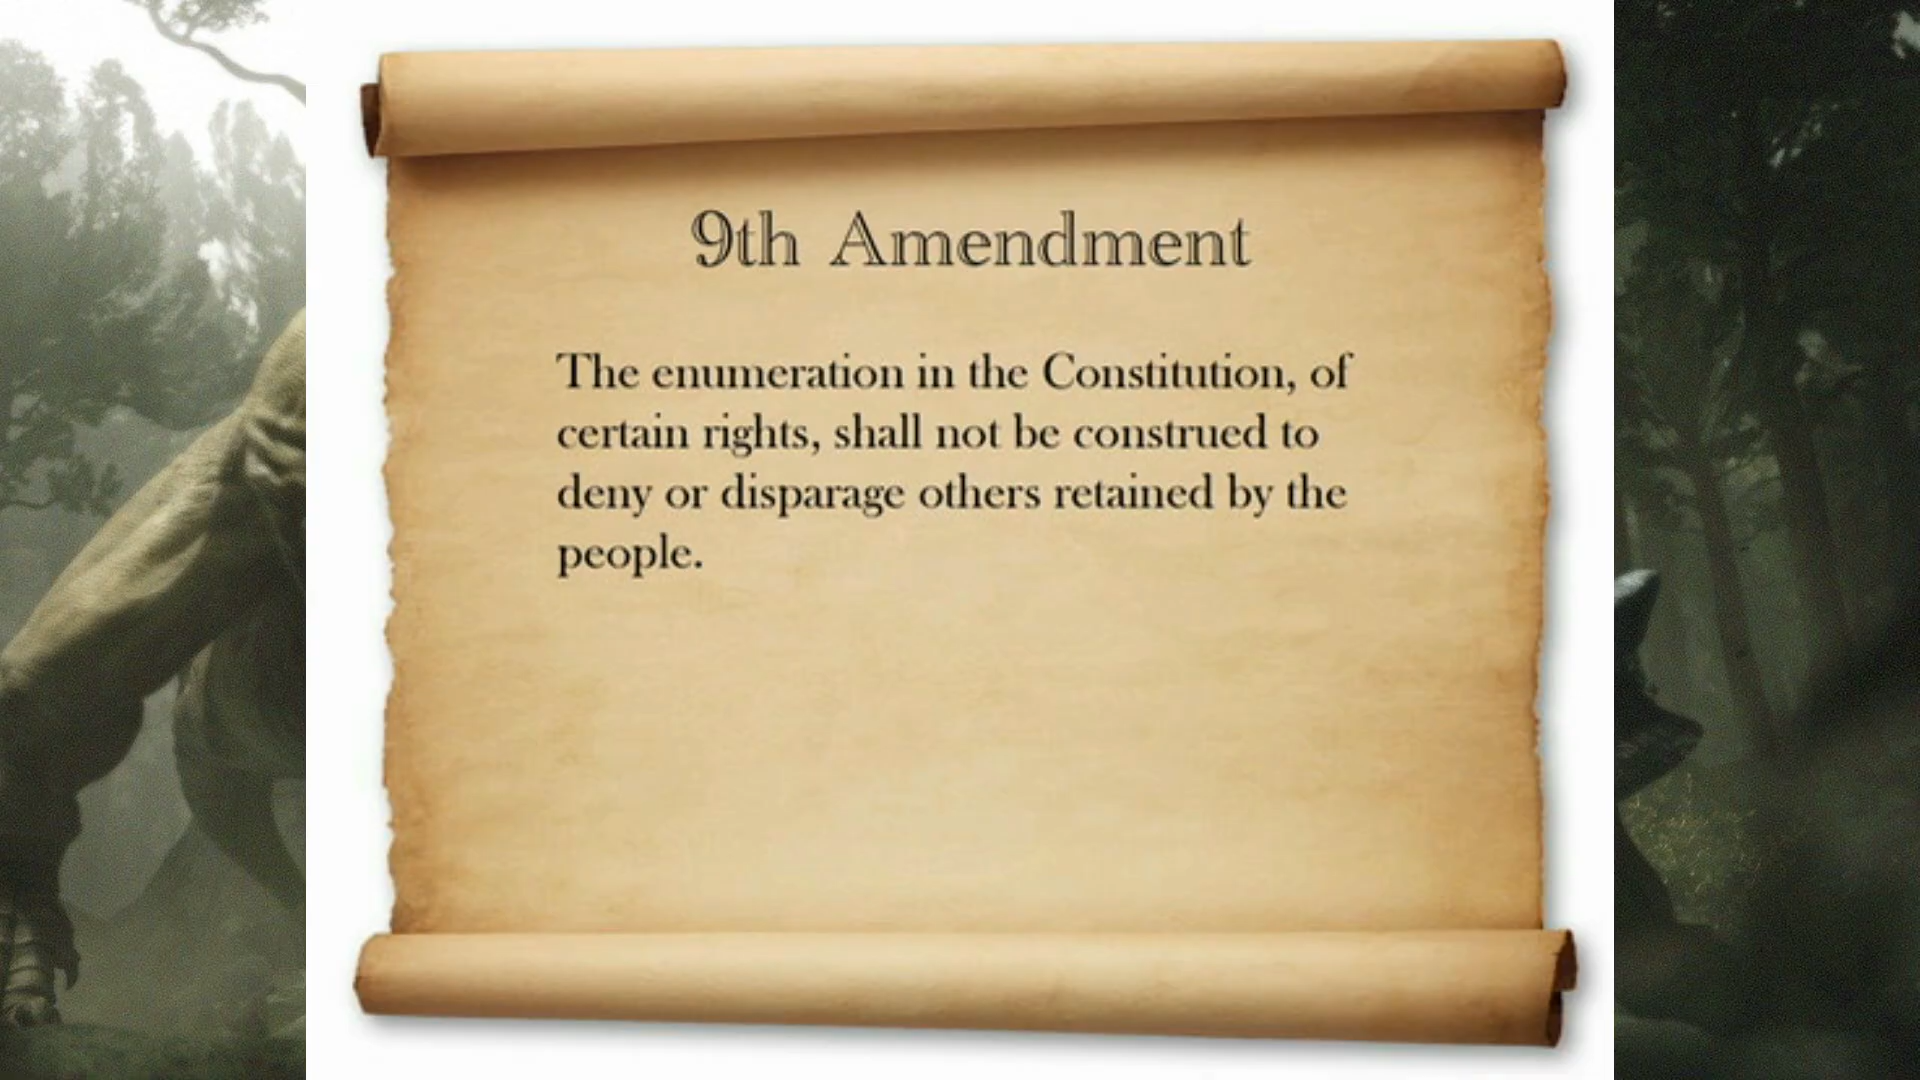 9th Amendment
The enumeration in the Constitution, of
certain rights, shall not be construed to
deny or disparage others retained by the
people.